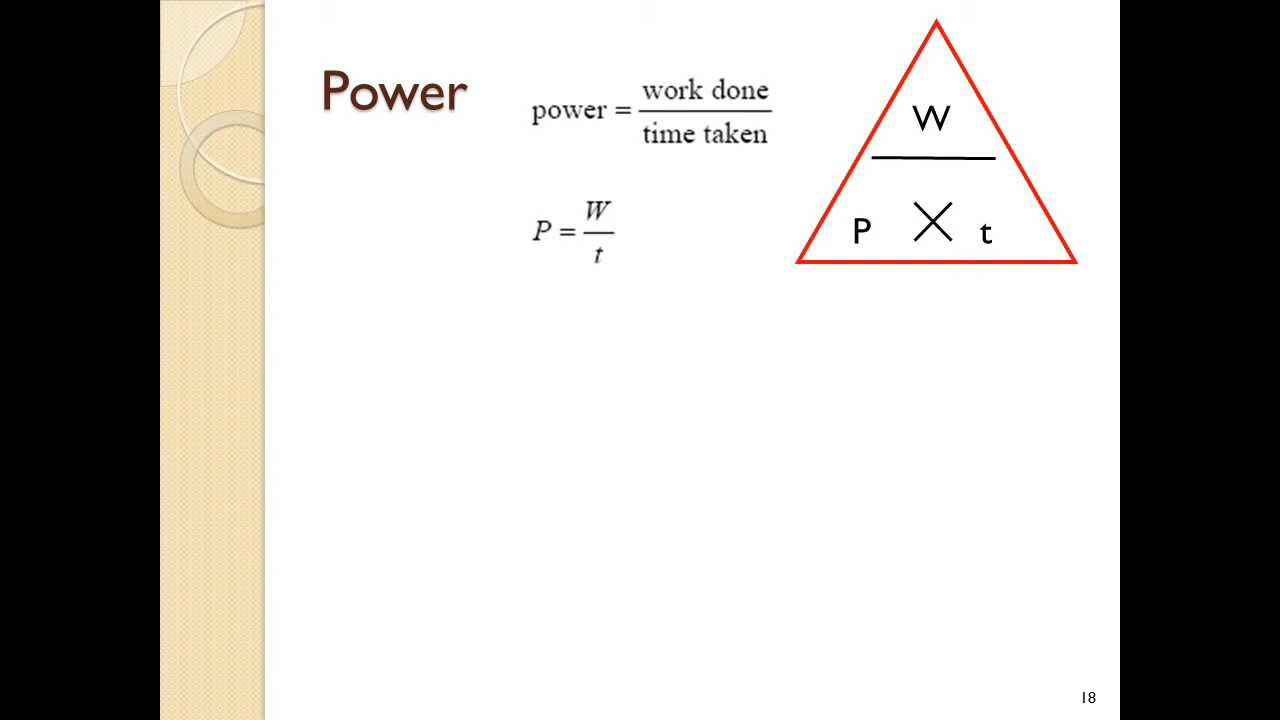 Power
power = work done / time taken
P = W / t
W
P × t
18